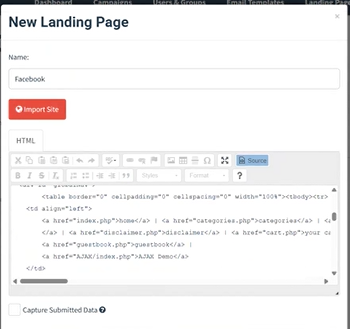 Dashboard Campaigns Users & Groups Email Templates Landing Pag
New Landing Page
×
Name:
Facebook
Import Site
HTML
Source
Styles Format ?
<table border="0" cellpadding="0" cellspacing="0" width="100%"><tbody><tr>
<td align="left">
<a href="index.php">home</a> | <a href="categories.php">categories</a> | <a
</a> | <a href="disclaimer.php">disclaimer</a> | <a href="cart.php">your ca
<a href="guestbook.php">guestbook</a> |
<a href="AJAX/index.php">AJAX Demo</a>
</td>
Capture Submitted Data ?